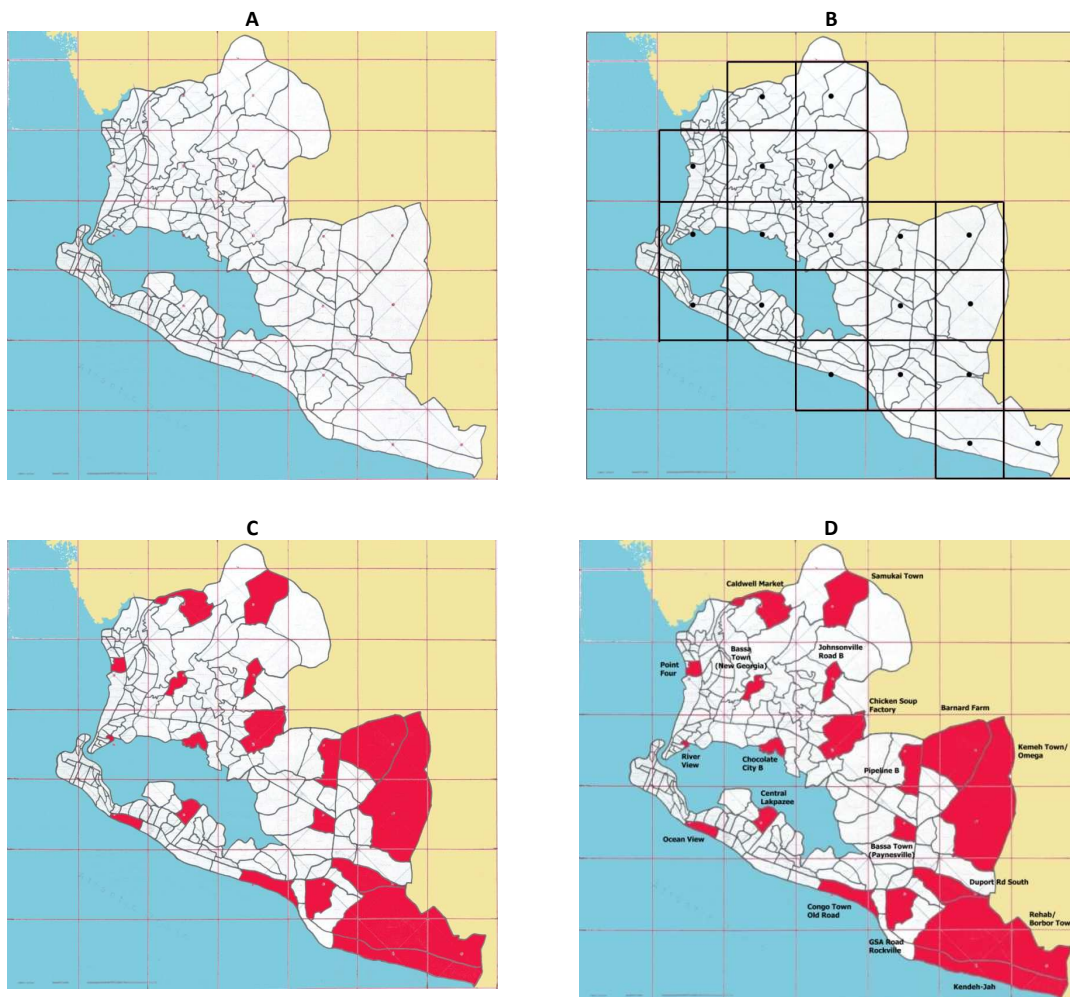 A
B
C
D
Caldwell Market
Samukai Town
Bassa
Town
(New Georgia)
Johnsonville
Road B
Point
Four
Chicken Soup
Factory
Barnard Farm
Kemeh Town/
Omega
River
View
Chocolate
City B
Pipeline B
Central
Lakpazee
Ocean View
Bassa Town
(Paynesville)
Duport Rd South
Congo Town
Old Road
Rehab/
Borbor Tow
GSA Road
Rockville
Kendeh-Jah